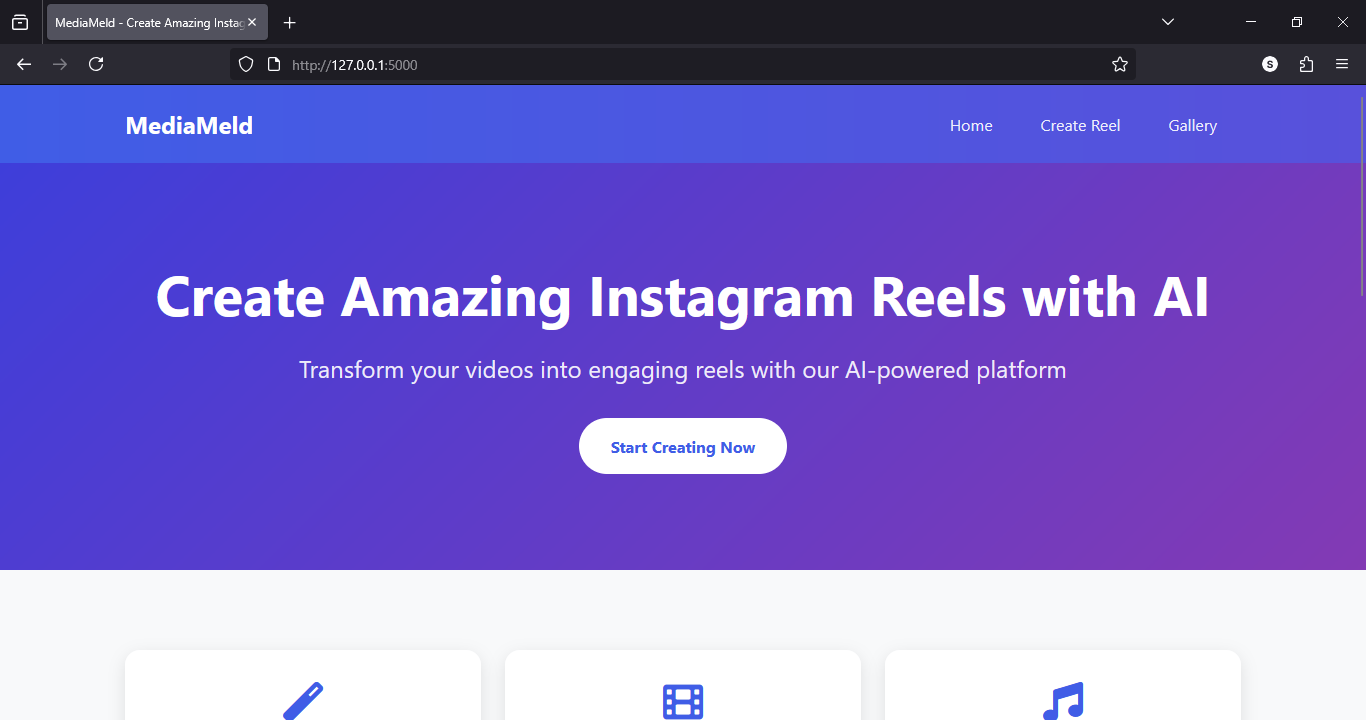 MediaMeld - Create Amazing Instag
http://127.0.0.1:5000
S
MediaMeld
Home
Create Reel
Gallery
Create Amazing Instagram Reels with AI
Transform your videos into engaging reels with our AI-powered platform
Start Creating Now